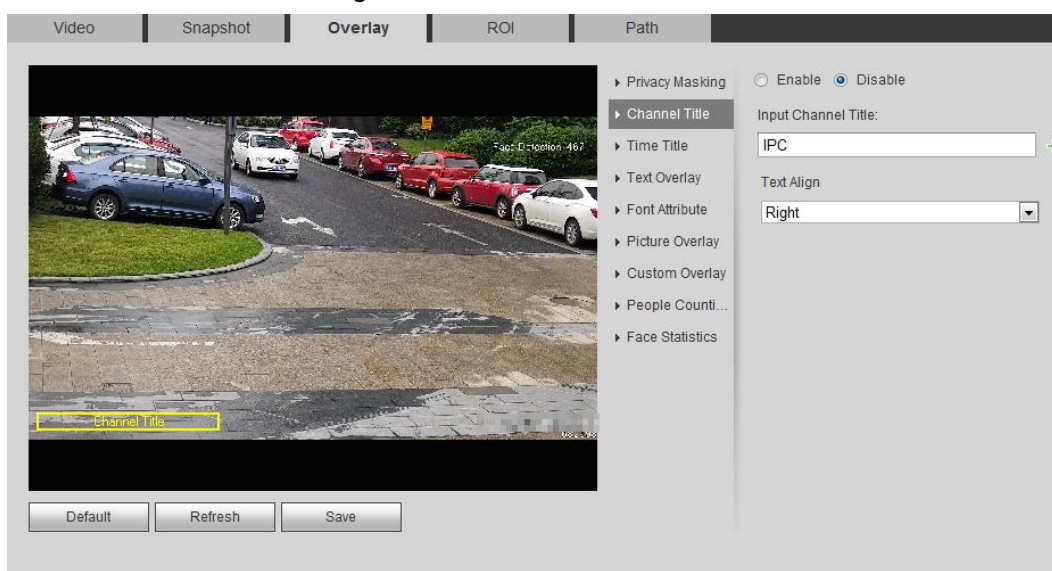 Video Snapshot Overlay ROI Path
Face Detection 467
Channel Title
Privacy Masking
Channel Title
Time Title
Text Overlay
Font Attribute
Picture Overlay
Custom Overlay
People Counti...
Face Statistics
Enable Disable
Input Channel Title:
IPC
Text Align
Right
Default Refresh Save